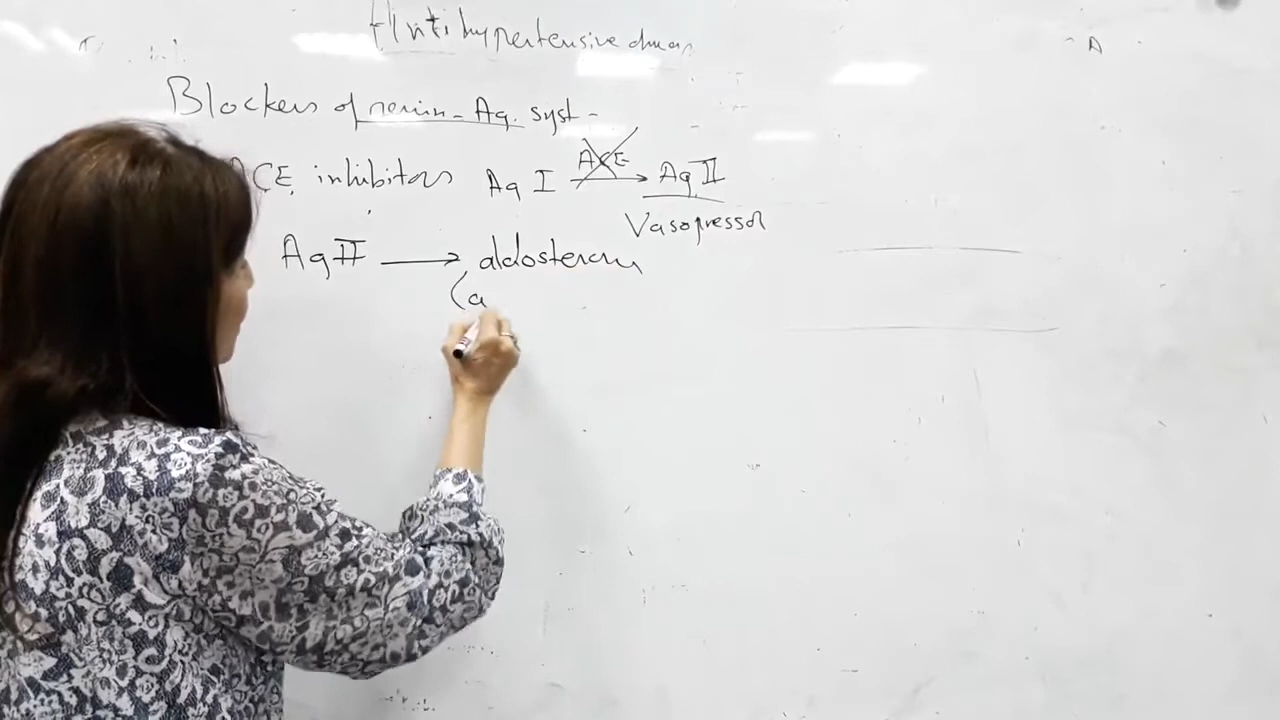 Antihypertensive drugs
Blockers of renin-Ag. syst-
ACE inhibitors Ag I ACE → Ag II
Vasopressor
Ag II → aldosterone
(a